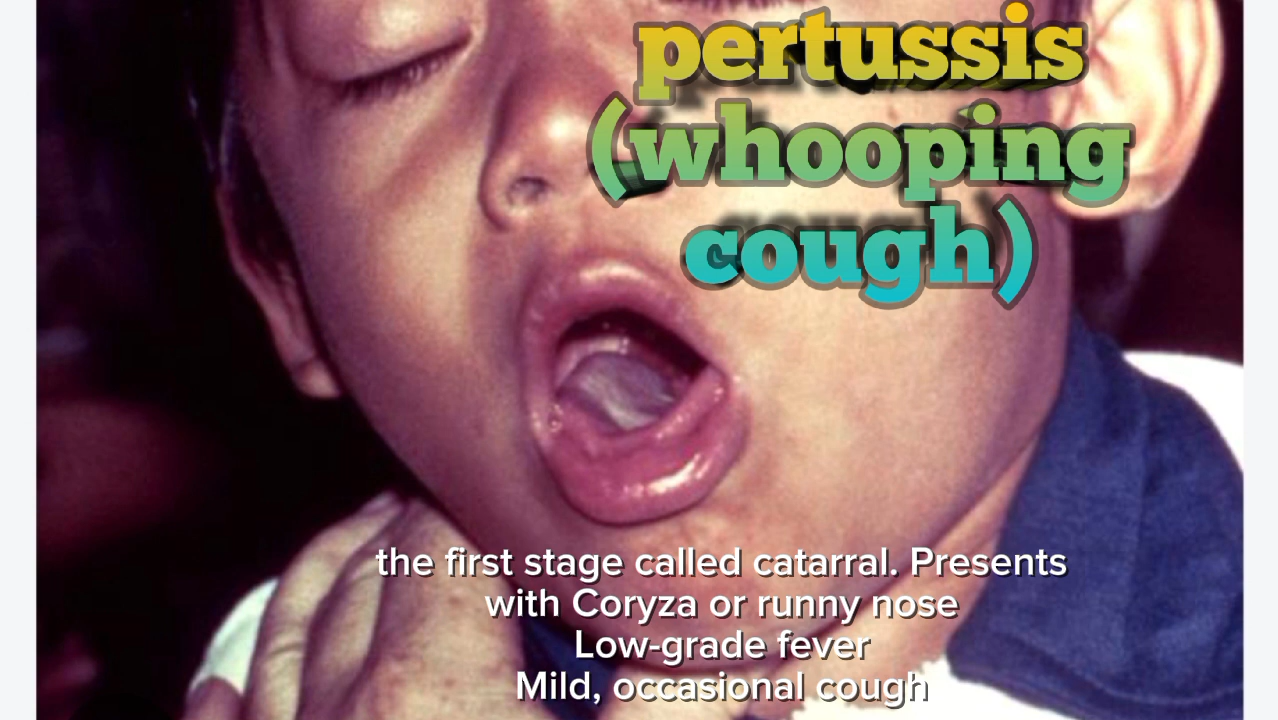 pertussis
(whooping
cough)
the first stage called catarral. Presents
with Coryza or runny nose
Low-grade fever
Mild, occasional cough